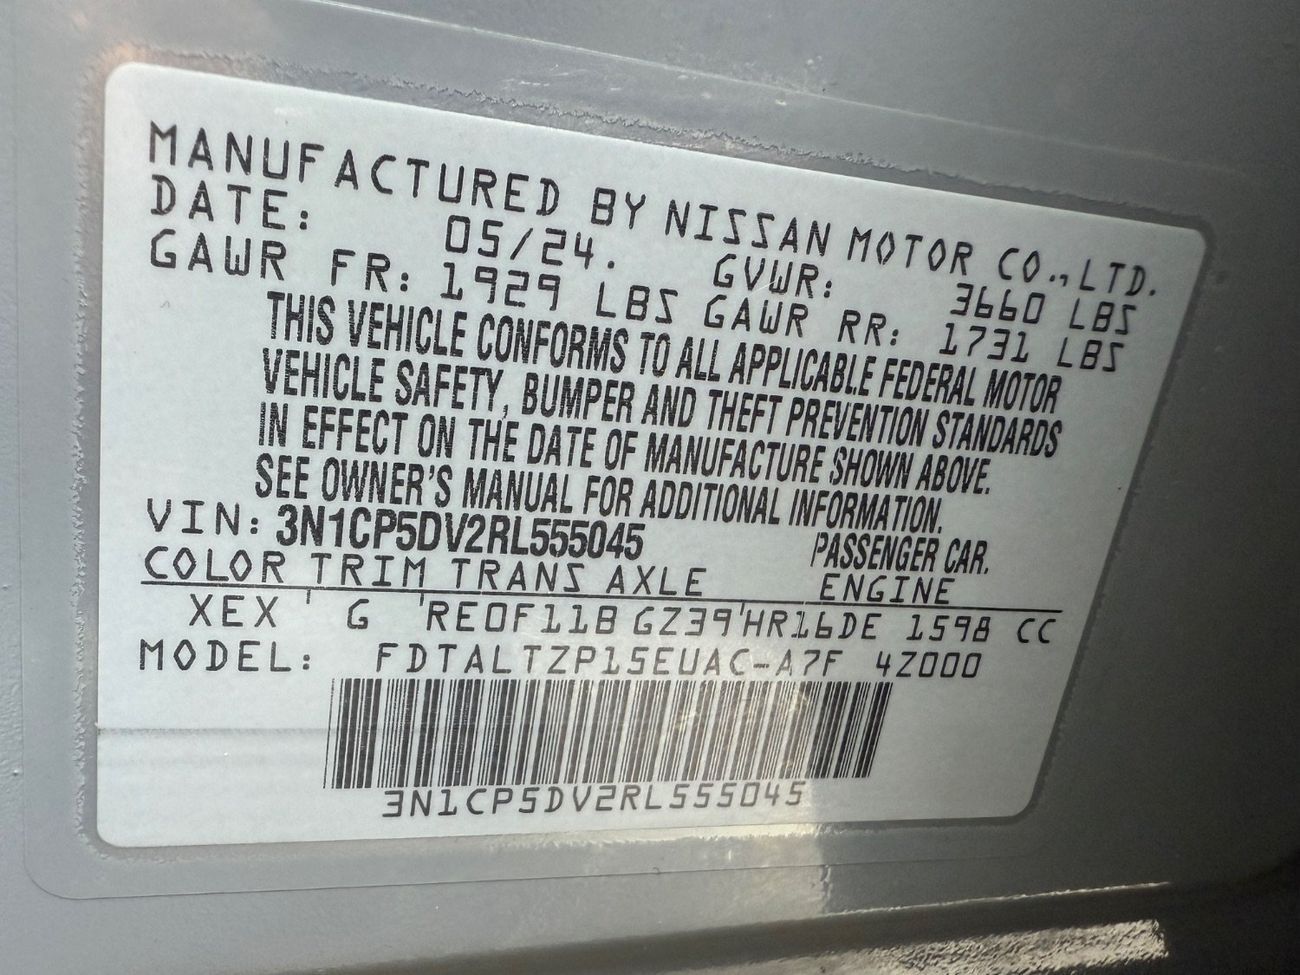 MANUFACTURED BY NISSAN MOTOR CO.,LTD.
DATE: 05/24. GVWR: 3660 LBS
GAWR FR: 1929 LBS GAWR RR: 1731 LBS
THIS VEHICLE CONFORMS TO ALL APPLICABLE FEDERAL MOTOR
VEHICLE SAFETY, BUMPER AND THEFT PREVENTION STANDARDS
IN EFFECT ON THE DATE OF MANUFACTURE SHOWN ABOVE.
SEE OWNER'S MANUAL FOR ADDITIONAL INFORMATION.
VIN: 3N1CP5DV2RL555045 PASSENGER CAR.
COLOR TRIM TRANS AXLE ENGINE
XEX G RE0F11B GZ39 HR16DE 1598 CC
MODEL: FDTALTZP15EUAC-A7F 4Z000
3N1CP5DV2RL555045